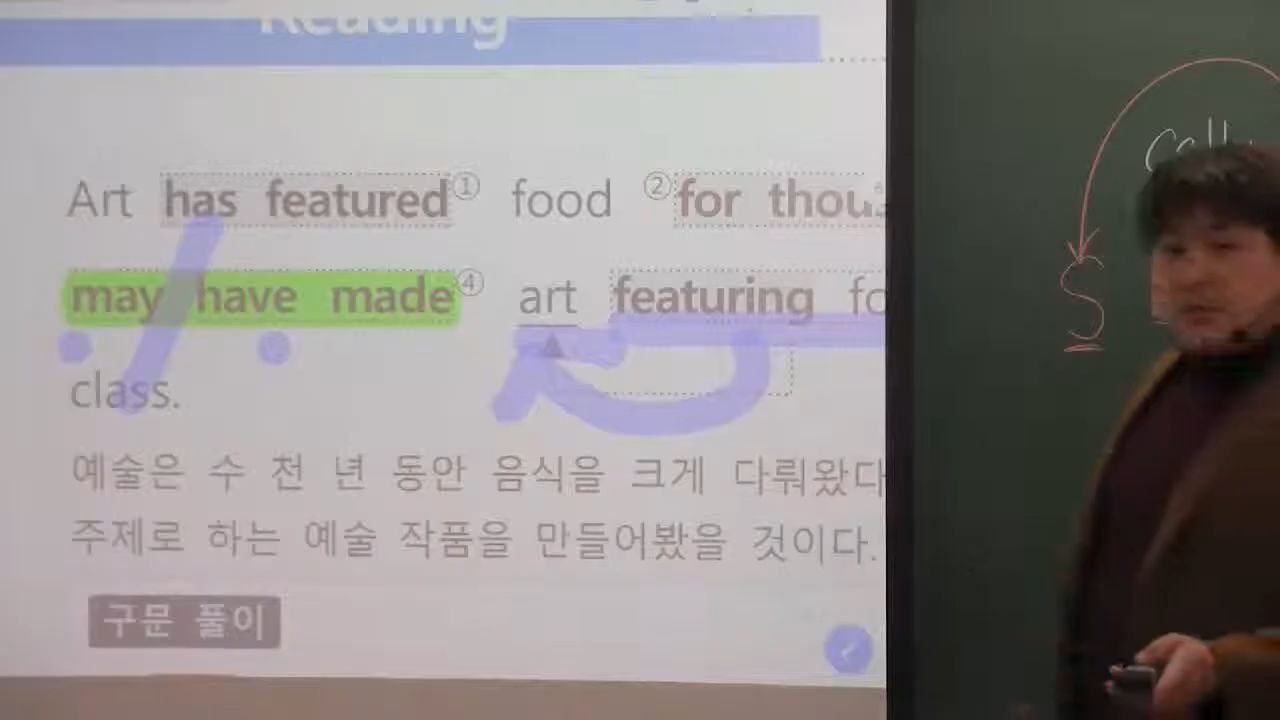 Reading
Art has featured① food ②for thous
may have made④ art featuring fo
class.
예술은 수 천 년 동안 음식을 크게 다뤄왔다
주제로 하는 예술 작품을 만들어봤을 것이다.
구문 풀이
S